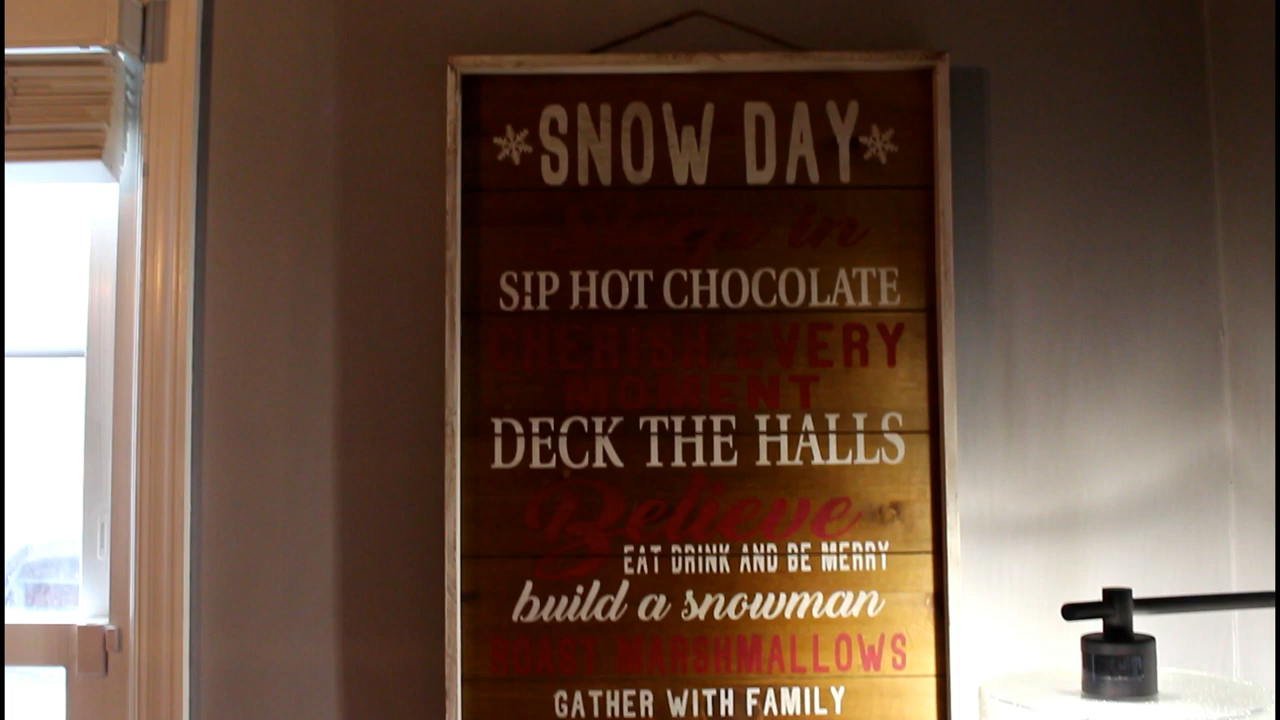 SNOW DAY
in
SIP HOT CHOCOLATE
CHERISH EVERY
MOMENT
DECK THE HALLS
Believe
EAT DRINK AND BE MERRY
build a snowman
ROAST MARSHMALLOWS
GATHER WITH FAMILY